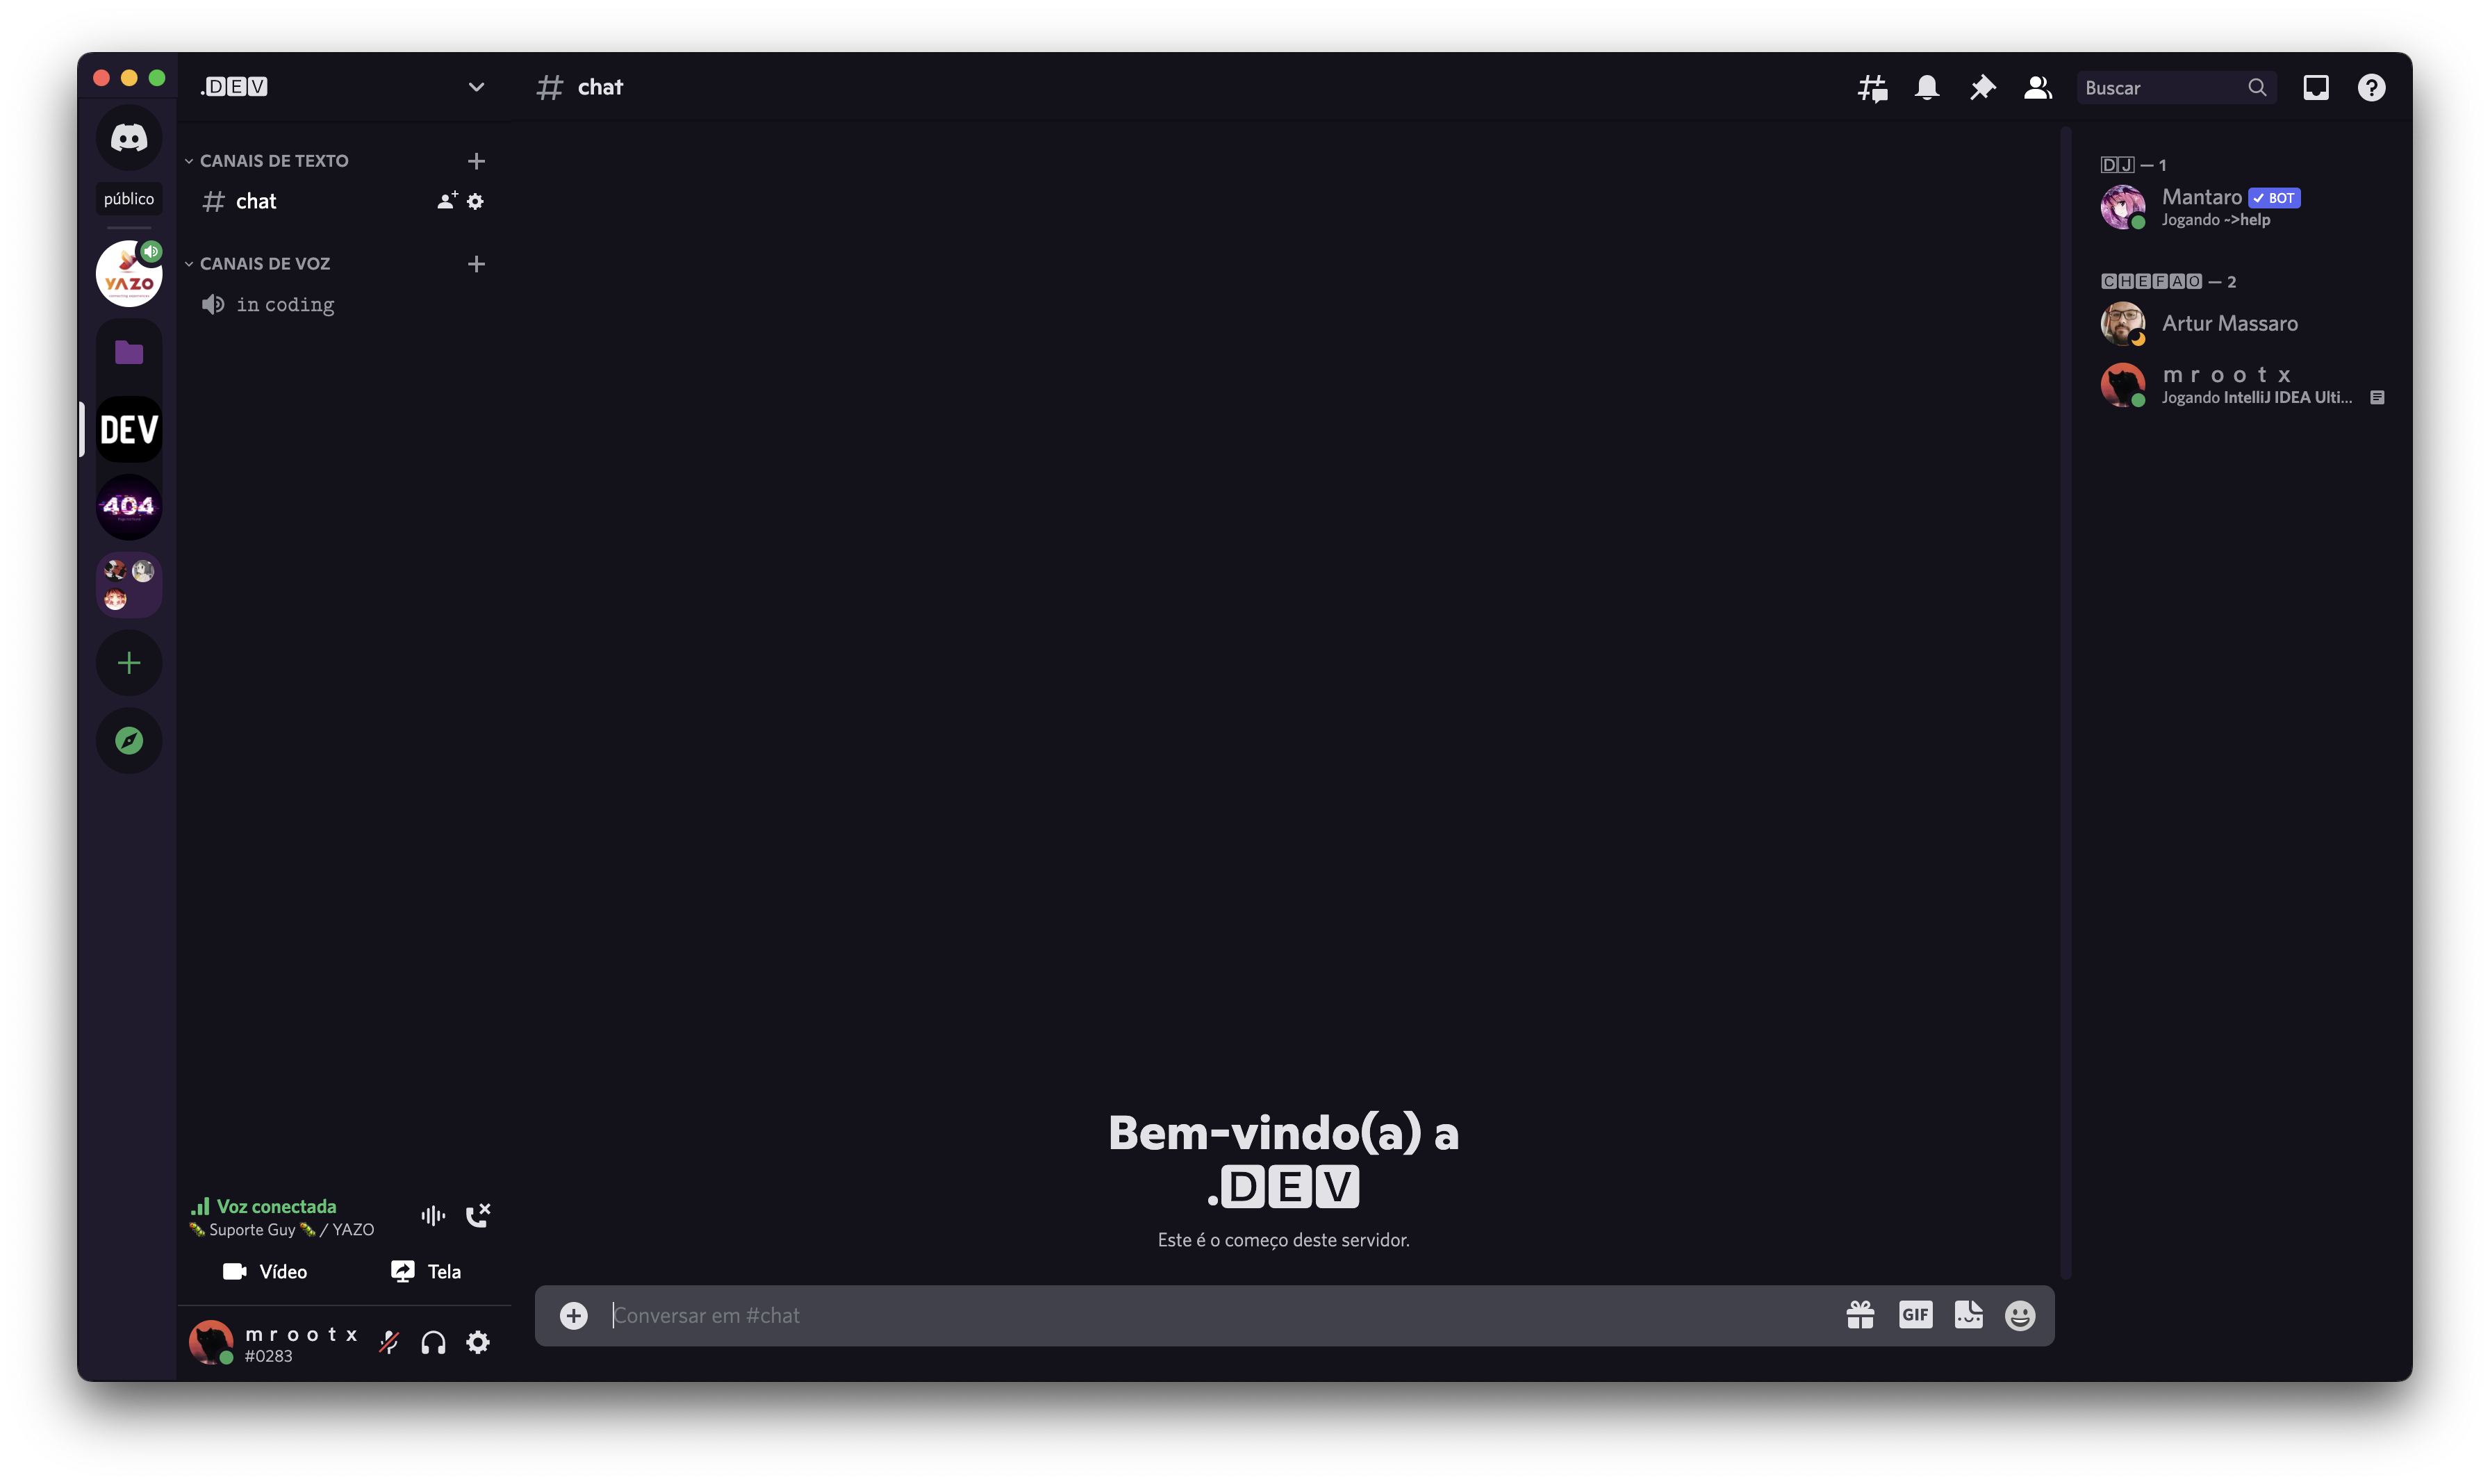 .🄳🄴🅅
chat
Buscar
público
YAZO
DEV
404
CANAIS DE TEXTO
chat
CANAIS DE VOZ
in coding
🄳🄹 — 1
Mantaro ✓ BOT
Jogando ~>help
🄲🄷🄴🄵🄰🄾 — 2
Artur Massaro
m r o o t x
Jogando IntelliJ IDEA Ulti...
Bem-vindo(a) a
.🄳🄴🅅
Este é o começo deste servidor.
Voz conectada
🐛 Suporte Guy 🐛 / YAZO
Vídeo
Tela
m r o o t x
#0283
Conversar em #chat
GIF